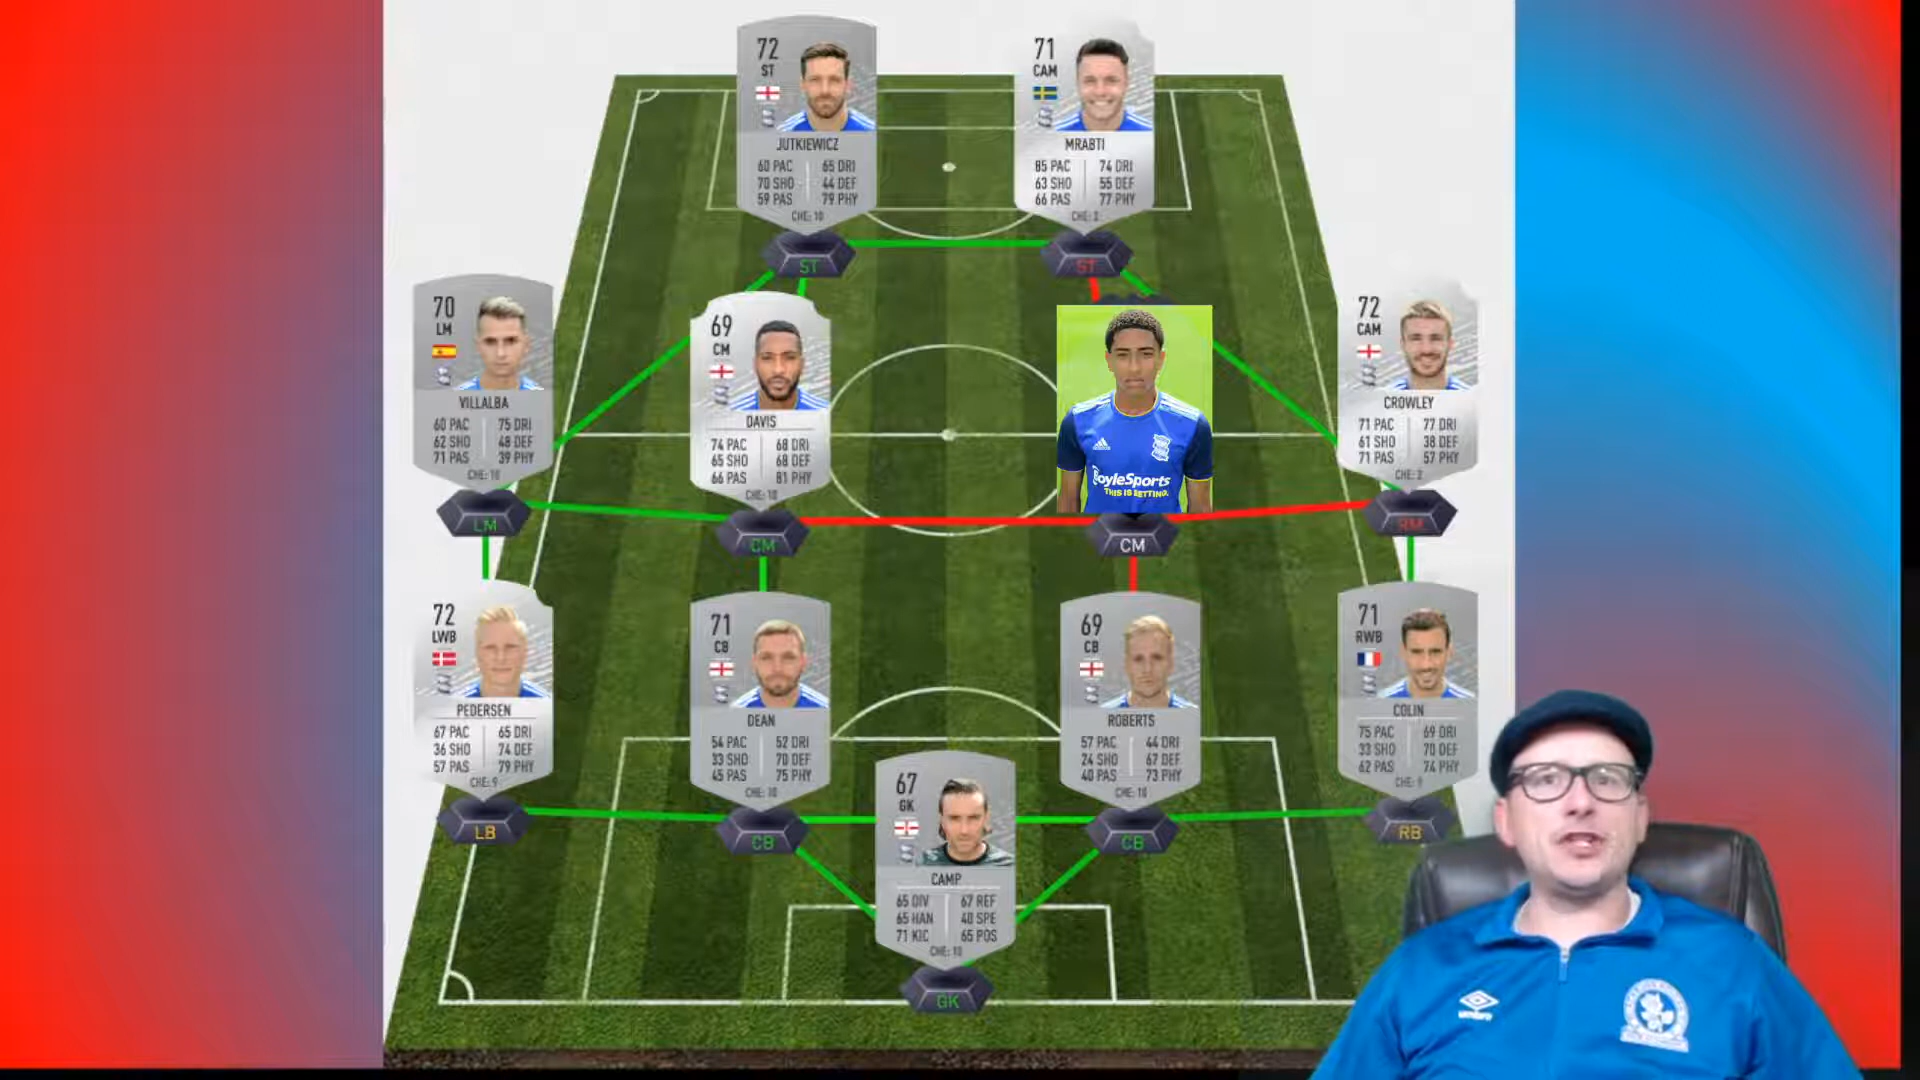 72
ST
JUTKIEWICZ
60 PAC 65 DRI
70 SHO 44 DEF
59 PAS 79 PHY
CHE: 10
ST
71
CAM
MRABTI
85 PAC 74 DRI
63 SHO 55 DEF
66 PAS 77 PHY
CHE: 3
ST
70
LM
VILLALBA
60 PAC 75 DRI
62 SHO 48 DEF
71 PAS 39 PHY
CHE: 10
LM
69
CM
DAVIS
74 PAC 68 DRI
65 SHO 68 DEF
66 PAS 81 PHY
CHE: 10
CM
BoyleSports
THIS IS BETTING.
CM
72
CAM
CROWLEY
71 PAC 77 DRI
61 SHO 38 DEF
71 PAS 57 PHY
CHE: 2
RM
72
LWB
PEDERSEN
67 PAC 65 DRI
36 SHO 74 DEF
57 PAS 79 PHY
CHE: 9
LB
71
CB
DEAN
54 PAC 52 DRI
33 SHO 70 DEF
45 PAS 75 PHY
CHE: 10
CB
69
CB
ROBERTS
57 PAC 44 DRI
24 SHO 67 DEF
40 PAS 73 PHY
CHE: 10
CB
71
RWB
COLIN
75 PAC 69 DRI
33 SHO 70 DEF
62 PAS 74 PHY
CHE: 9
RB
67
GK
CAMP
65 DIV 67 REF
65 HAN 40 SPE
71 KIC 65 POS
CHE: 10
GK
umbro